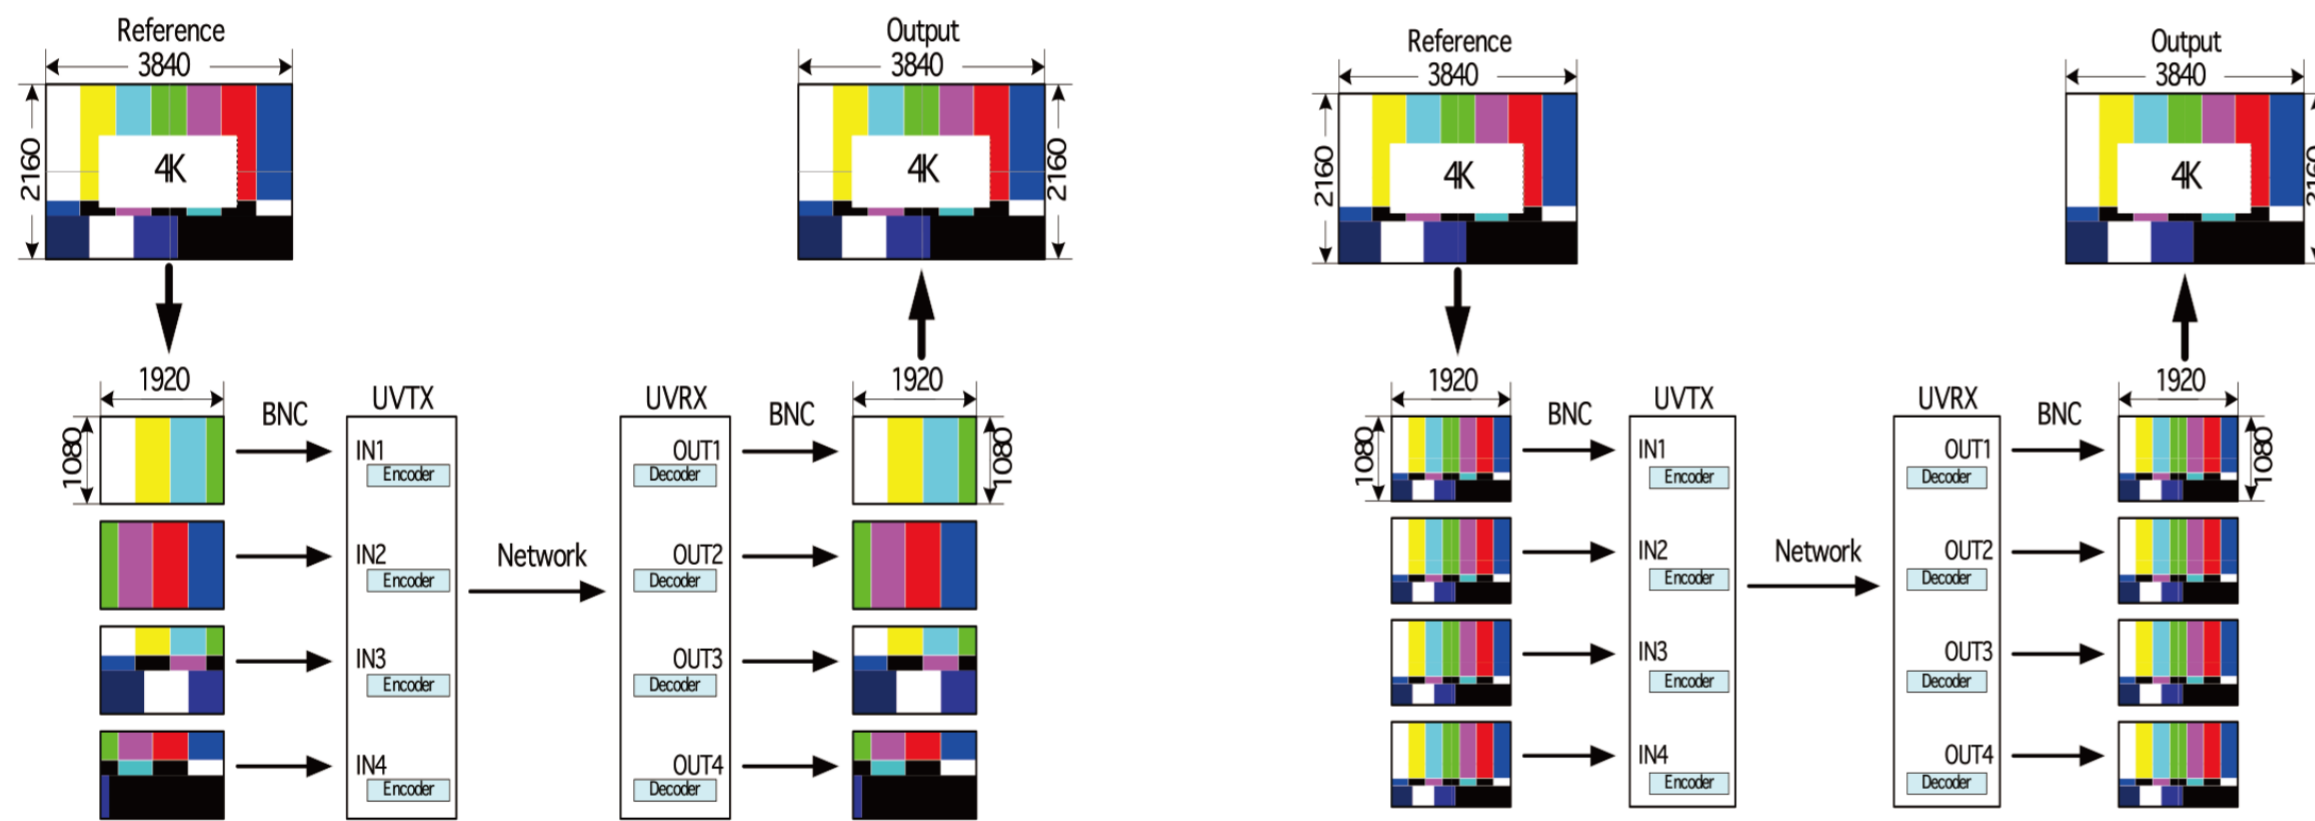 Reference
3840
2160
4K
Output
3840
2160
4K
1920
1080
BNC
UVTX
IN1
Encoder
IN2
Encoder
IN3
Encoder
IN4
Encoder
Network
UVRX
OUT1
Decoder
OUT2
Decoder
OUT3
Decoder
OUT4
Decoder
BNC
1920
1080
Reference
3840
2160
4K
Output
3840
2160
4K
1920
1080
BNC
UVTX
IN1
Encoder
IN2
Encoder
IN3
Encoder
IN4
Encoder
Network
UVRX
OUT1
Decoder
OUT2
Decoder
OUT3
Decoder
OUT4
Decoder
BNC
1920
1080